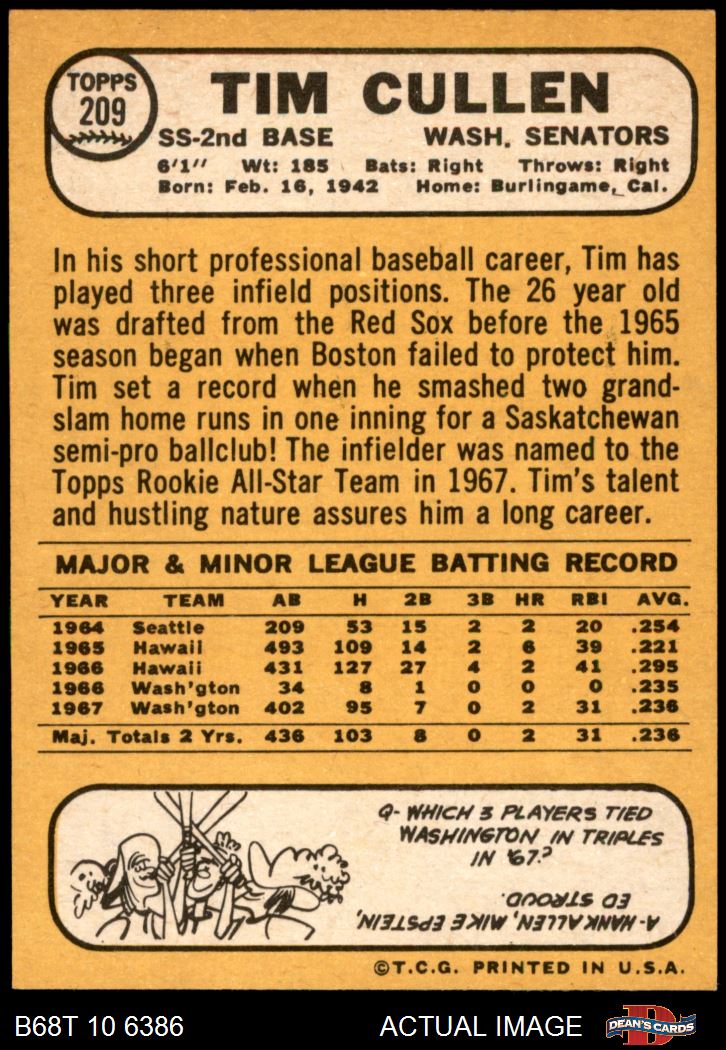 TOPPS
209
TIM CULLEN
SS-2nd BASE WASH. SENATORS
6'1" Wt: 185 Bats: Right Throws: Right
Born: Feb. 16, 1942 Home: Burlingame, Cal.
In his short professional baseball career, Tim has
played three infield positions. The 26 year old
was drafted from the Red Sox before the 1965
season began when Boston failed to protect him.
Tim set a record when he smashed two grand-
slam home runs in one inning for a Saskatchewan
semi-pro ballclub! The infielder was named to the
Topps Rookie All-Star Team in 1967. Tim's talent
and hustling nature assures him a long career.
MAJOR & MINOR LEAGUE BATTING RECORD
YEAR TEAM AB H 2B 3B HR RBI AVG.
1964 Seattle 209 53 15 2 2 20 .254
1965 Hawaii 493 109 14 2 6 39 .221
1966 Hawaii 431 127 27 4 2 41 .295
1966 Wash'gton 34 8 1 0 0 0 .235
1967 Wash'gton 402 95 7 0 2 31 .236
Maj. Totals 2 Yrs. 436 103 8 0 2 31 .236
Q- WHICH 3 PLAYERS TIED
WASHINGTON IN TRIPLES
IN '67?
A-HANK ALLEN, MIKE EPSTEIN,
ED STROUD.
©T.C.G. PRINTED IN U.S.A.
B68T 10 6386 ACTUAL IMAGE DEAN'S CARDS